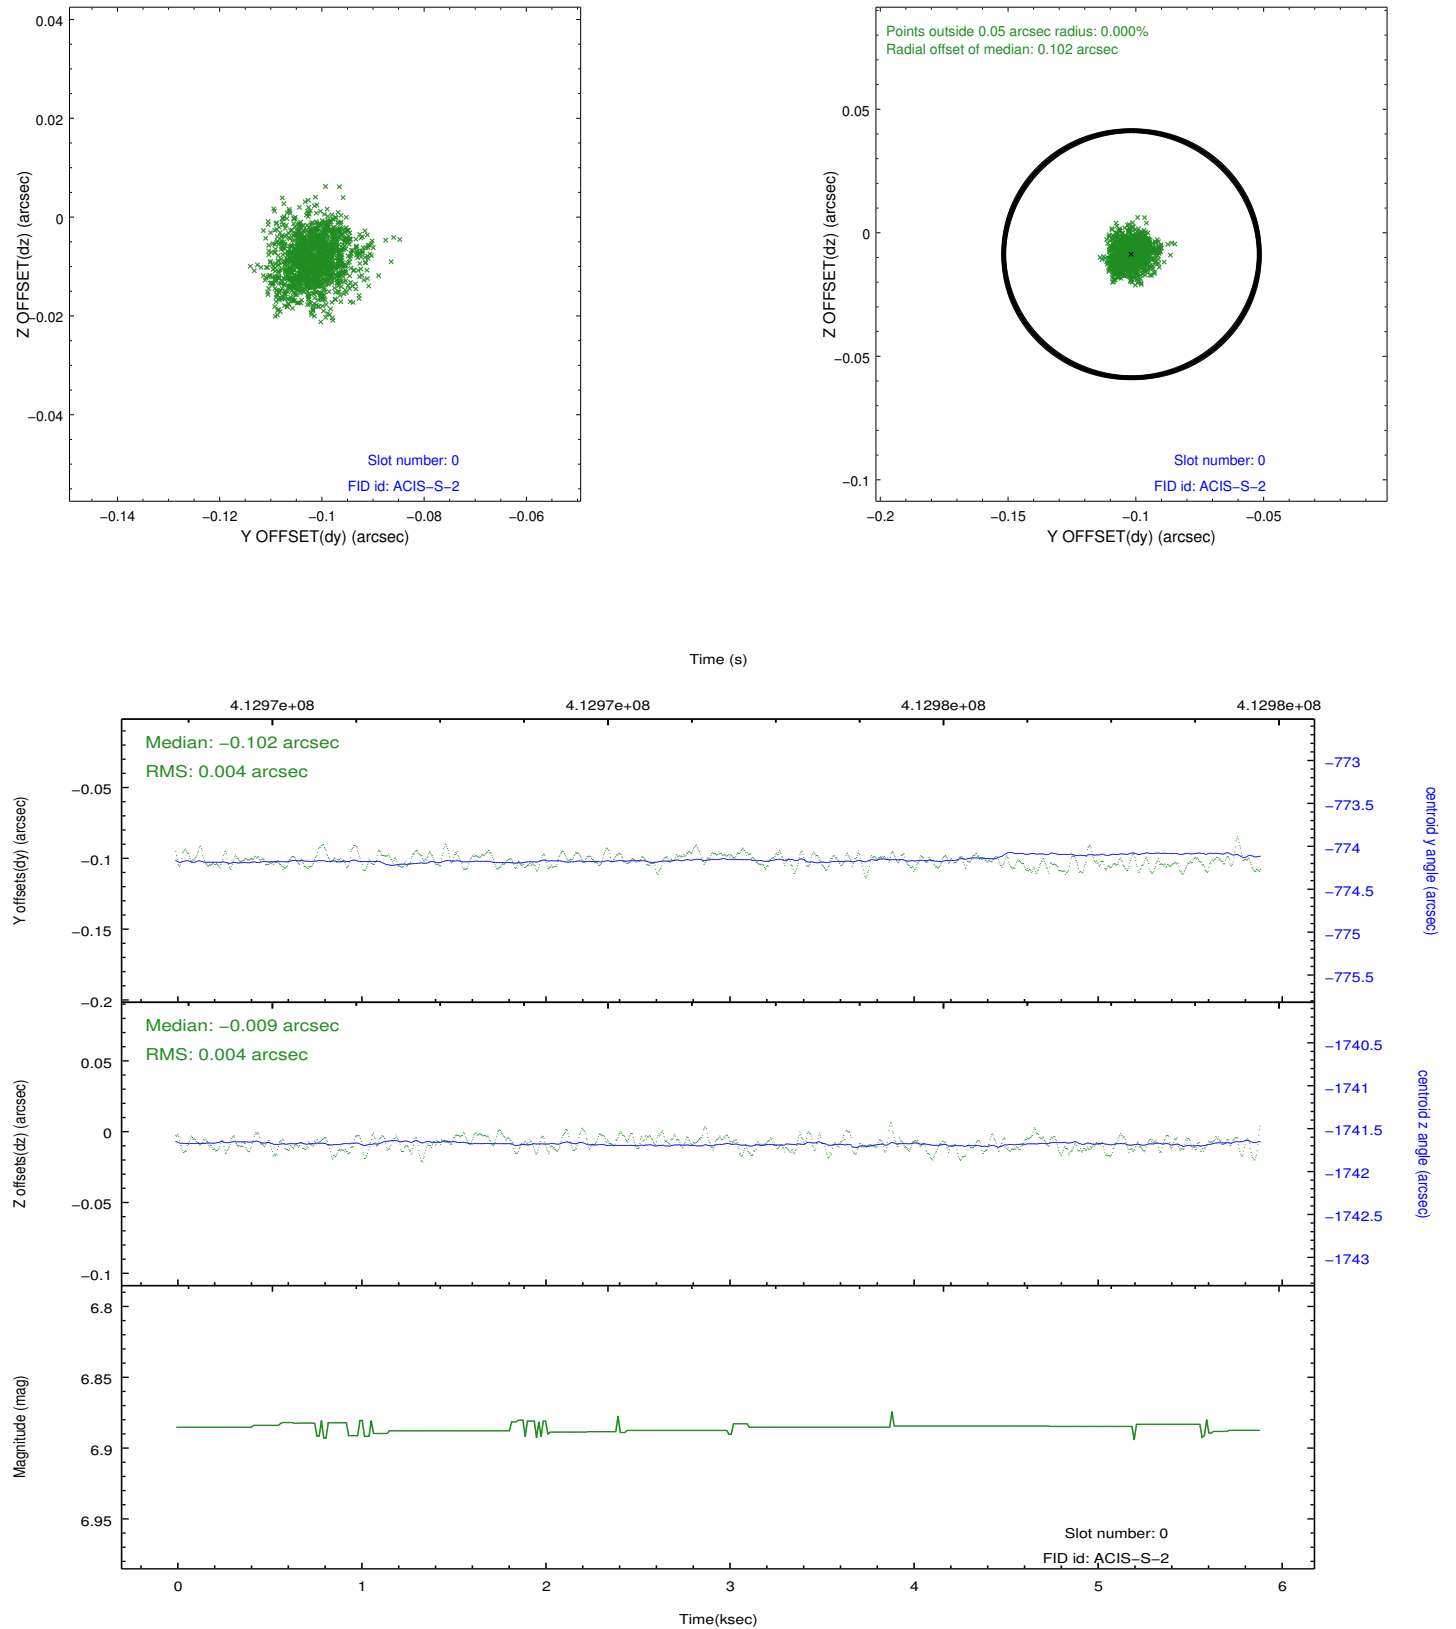 0.04
0.02
0
−0.02
−0.04
Z OFFSET(dz) (arcsec)
Slot number: 0
FID id: ACIS−S−2
−0.14
−0.12
−0.1
−0.08
−0.06
Y OFFSET(dy) (arcsec)
Points outside 0.05 arcsec radius: 0.000%
Radial offset of median: 0.102 arcsec
0.05
0
−0.05
−0.1
Z OFFSET(dz) (arcsec)
Slot number: 0
FID id: ACIS−S−2
−0.2
−0.15
−0.1
−0.05
Y OFFSET(dy) (arcsec)
Time (s)
4.1297e+08
4.1297e+08
4.1298e+08
4.1298e+08
Median: −0.102 arcsec
RMS: 0.004 arcsec
−0.05
−0.1
−0.15
−0.2
Y offsets(dy) (arcsec)
−773
−773.5
−774
−774.5
−775
−775.5
centroid y angle (arcsec)
Median: −0.009 arcsec
RMS: 0.004 arcsec
0.05
0
−0.05
−0.1
Z offsets(dz) (arcsec)
−1740.5
−1741
−1741.5
−1742
−1742.5
−1743
centroid z angle (arcsec)
6.8
6.85
6.9
6.95
Magnitude (mag)
Slot number: 0
FID id: ACIS−S−2
0
1
2
3
4
5
6
Time(ksec)